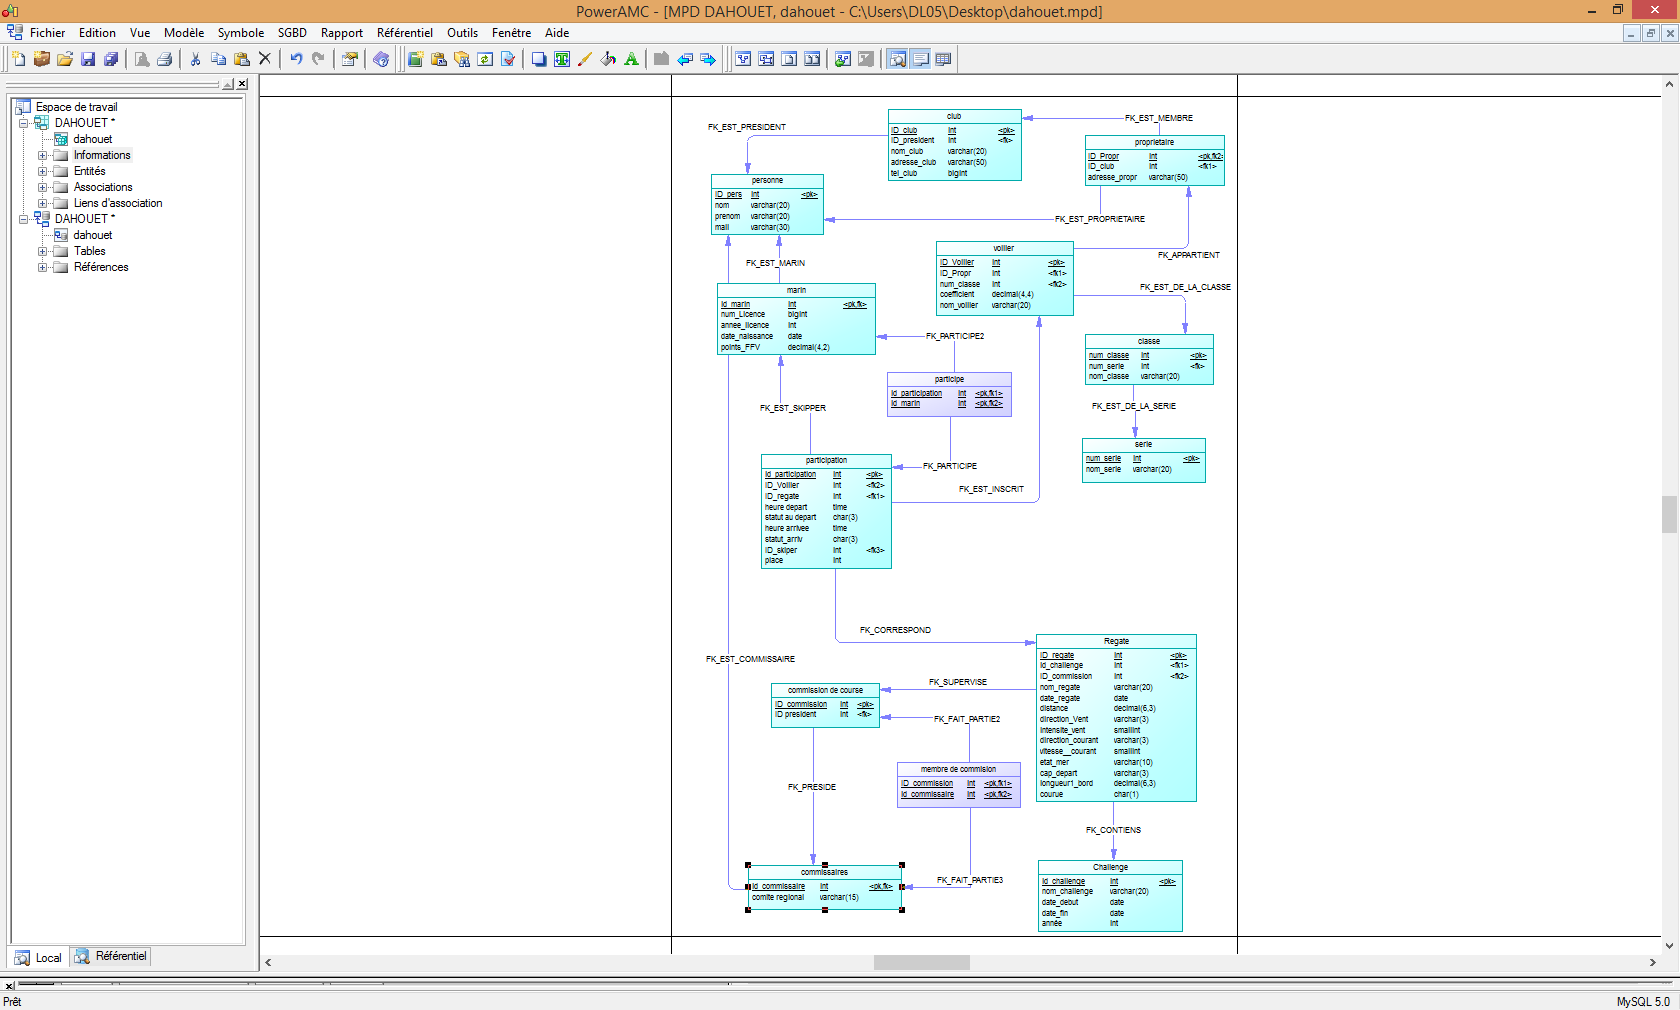 PowerAMC - [MPD DAHOUET, dahouet - C:\Users\DL05\Desktop\dahouet.mpd]
Fichier Edition Vue Modèle Symbole SGBD Rapport Référentiel Outils Fenêtre Aide
Espace de travail
DAHOUET *
dahouet
Informations
Entités
Associations
Liens d'association
DAHOUET *
dahouet
Tables
Références
Local Référentiel
club
ID_club int <pk>
ID_president int <fk>
nom_club varchar(20)
adresse_club varchar(50)
tel_club bigint
FK_EST_PRESIDENT
FK_EST_MEMBRE
proprietaire
ID_Propr int <pk,fk2>
ID_club int <fk1>
adresse_propr varchar(50)
personne
ID_pers int <pk>
nom varchar(20)
prenom varchar(20)
mail varchar(30)
FK_EST_PROPRIETAIRE
FK_EST_MARIN
voilier
ID_Voilier int <pk>
ID_Propr int <fk1>
num_classe int <fk2>
coefficient decimal(4,4)
nom_voilier varchar(20)
FK_APPARTIENT
FK_EST_DE_LA_CLASSE
marin
id_marin int <pk,fk>
num_Licence bigint
annee_licence int
date_naissance date
points_FFV decimal(4,2)
FK_PARTICIPE2
classe
num_classe int <pk>
num_serie int <fk>
nom_classe varchar(20)
participe
id_participation int <pk,fk1>
id_marin int <pk,fk2>
FK_EST_SKIPPER
FK_EST_DE_LA_SERIE
serie
num_serie int <pk>
nom_serie varchar(20)
participation
id_participation int <pk>
ID_Voilier int <fk2>
ID_regate int <fk1>
heure depart time
statut au depart char(3)
heure arrivee time
statut_arriv char(3)
ID_skiper int <fk3>
place int
FK_PARTICIPE
FK_EST_INSCRIT
FK_CORRESPOND
FK_EST_COMMISSAIRE
Regate
ID_regate int <pk>
id_challenge int <fk1>
ID_commission int <fk2>
nom_regate varchar(20)
date_regate date
distance decimal(6,3)
direction_Vent varchar(3)
intensite_vent smallint
direction_courant varchar(3)
vitesse__courant smallint
etat_mer varchar(10)
cap_depart varchar(3)
longueur1_bord decimal(6,3)
courue char(1)
FK_SUPERVISE
commission de course
ID_commission int <pk>
ID president int <fk>
FK_FAIT_PARTIE2
membre de commision
ID_commission int <pk,fk1>
id_commissaire int <pk,fk2>
FK_PRESIDE
FK_CONTIENS
commissaires
id_commissaire int <pk,fk>
comite regional varchar(15)
FK_FAIT_PARTIE3
Challenge
id_challenge int <pk>
nom_challenge varchar(20)
date_debut date
date_fin date
année int
Prêt
MySQL 5.0